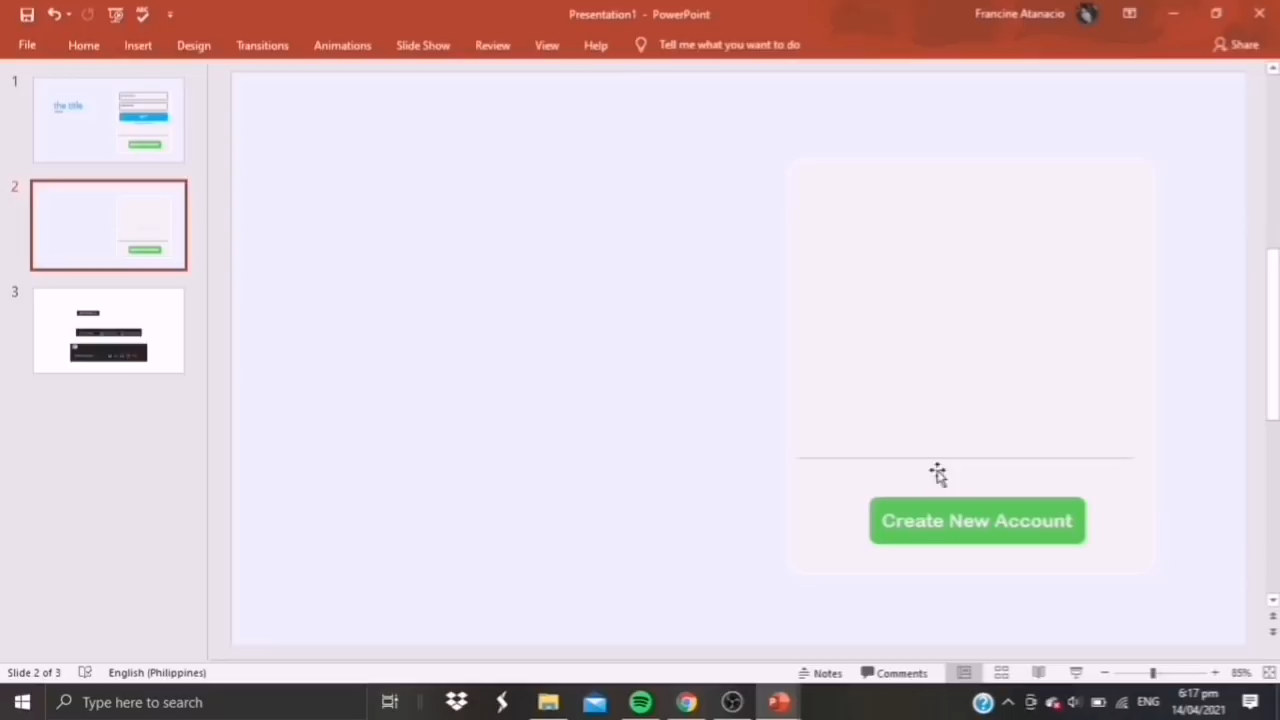 Presentation1 - PowerPoint
Francine Atanacio
File Home Insert Design Transitions Animations Slide Show Review View Help Tell me what you want to do Share
1
the title
2
3
Create New Account
Slide 2 of 3 English (Philippines) Notes Comments 85%
Type here to search
ENG
6:17 pm
14/04/2021